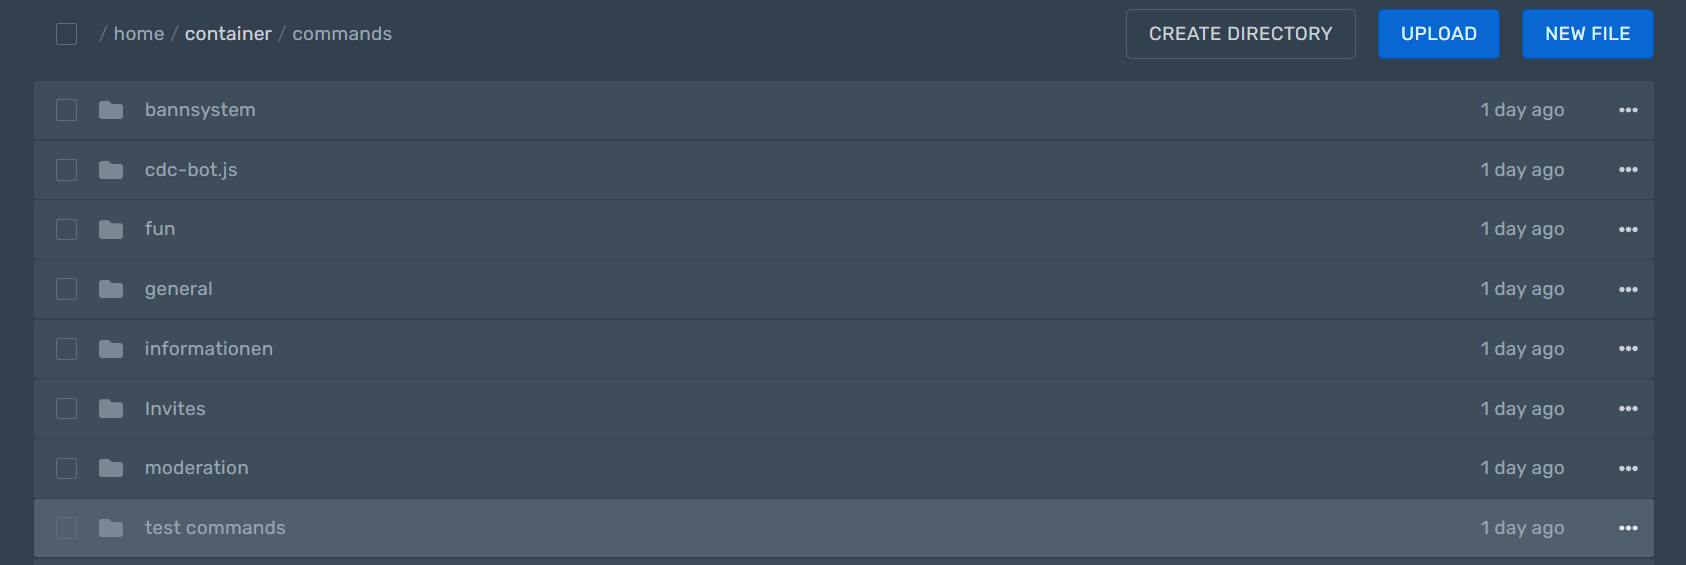 / home / container / commands CREATE DIRECTORY UPLOAD NEW FILE
bannsystem 1 day ago
cdc-bot.js 1 day ago
fun 1 day ago
general 1 day ago
informationen 1 day ago
Invites 1 day ago
moderation 1 day ago
test commands 1 day ago